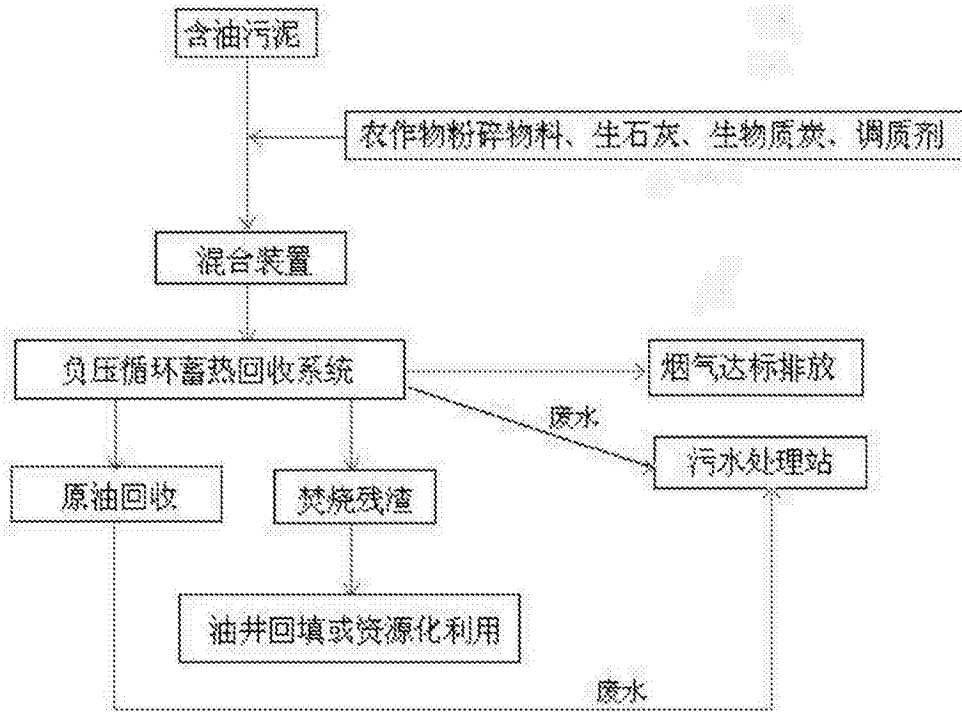 含油污泥
农作物粉碎物料、生石灰、生物质炭、调质剂
混合装置
负压循环蓄热回收系统
烟气达标排放
废水
污水处理站
原油回收
焚烧残渣
油井回填或资源化利用
废水